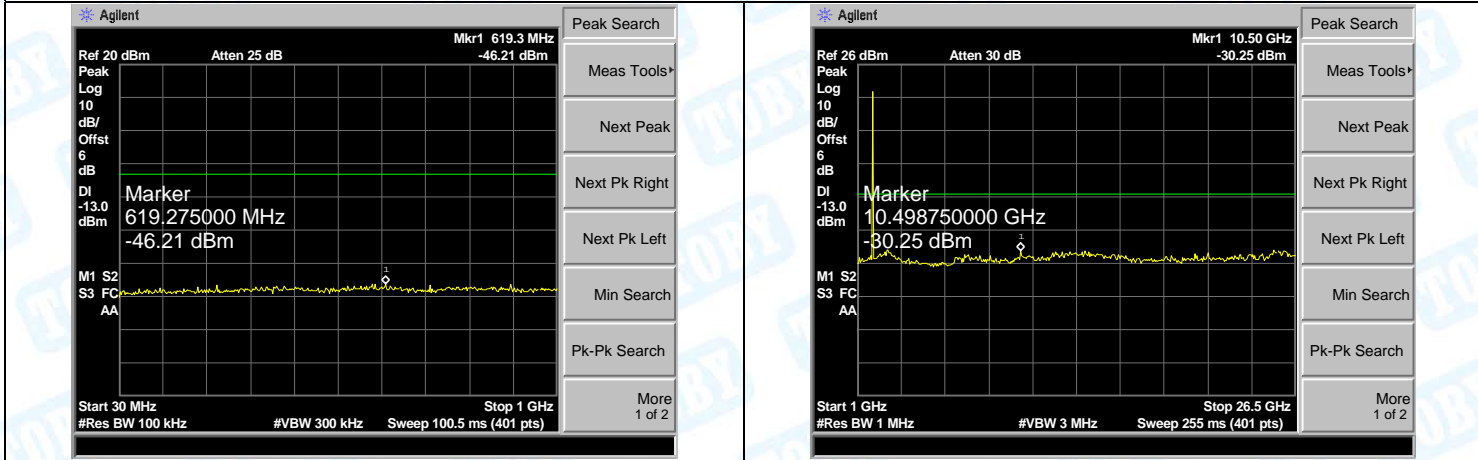 Agilent
Peak Search
Mkr1 619.3 MHz
Ref 20 dBm Atten 25 dB -46.21 dBm
Peak
Log
10
dB/
Offst
6
dB
DI
-13.0
dBm
Marker
619.275000 MHz
-46.21 dBm
1
M1 S2
S3 FC
AA
Start 30 MHz Stop 1 GHz
#Res BW 100 kHz #VBW 300 kHz Sweep 100.5 ms (401 pts)
Meas Tools
Next Peak
Next Pk Right
Next Pk Left
Min Search
Pk-Pk Search
More
1 of 2
Agilent
Peak Search
Mkr1 10.50 GHz
Ref 26 dBm Atten 30 dB -30.25 dBm
Peak
Log
10
dB/
Offst
6
dB
DI
-13.0
dBm
Marker
10.498750000 GHz
-30.25 dBm
1
M1 S2
S3 FC
AA
Start 1 GHz Stop 26.5 GHz
#Res BW 1 MHz #VBW 3 MHz Sweep 255 ms (401 pts)
Meas Tools
Next Peak
Next Pk Right
Next Pk Left
Min Search
Pk-Pk Search
More
1 of 2
TOBY